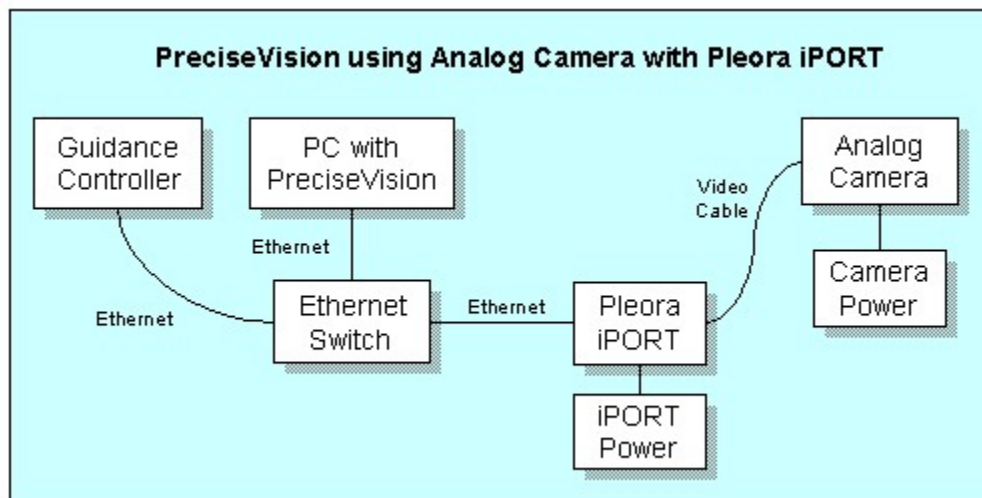 PreciseVision using Analog Camera with Pleora iPORT
Guidance
Controller
PC with
PreciseVision
Analog
Camera
Video
Cable
Ethernet
Camera
Power
Ethernet
Ethernet
Switch
Ethernet
Pleora
iPORT
iPORT
Power